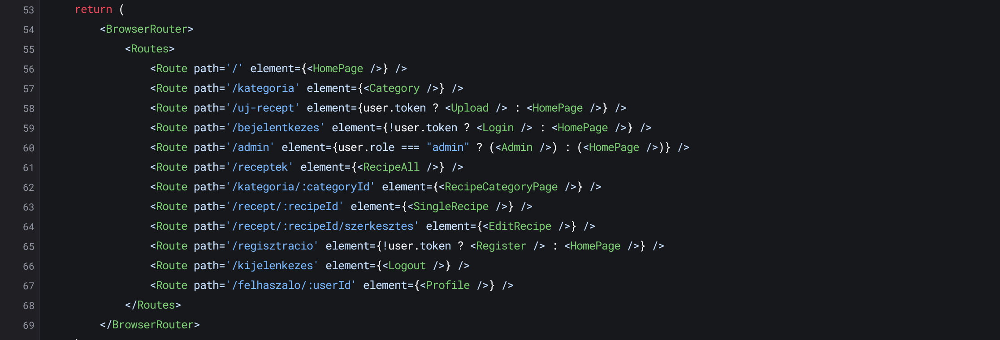 53 return (
54 <BrowserRouter>
55 <Routes>
56 <Route path='/' element={<HomePage />} />
57 <Route path='/kategoria' element={<Category />} />
58 <Route path='/uj-recept' element={user.token ? <Upload /> : <HomePage />} />
59 <Route path='/bejelentkezes' element={!user.token ? <Login /> : <HomePage />} />
60 <Route path='/admin' element={user.role === "admin" ? (<Admin />) : (<HomePage />)} />
61 <Route path='/receptek' element={<RecipeAll />} />
62 <Route path='/kategoria/:categoryId' element={<RecipeCategoryPage />} />
63 <Route path='/recept/:recipeId' element={<SingleRecipe />} />
64 <Route path='/recept/:recipeId/szerkesztes' element={<EditRecipe />} />
65 <Route path='/regisztracio' element={!user.token ? <Register /> : <HomePage />} />
66 <Route path='/kijelenkezes' element={<Logout />} />
67 <Route path='/felhaszalo/:userId' element={<Profile />} />
68 </Routes>
69 </BrowserRouter>